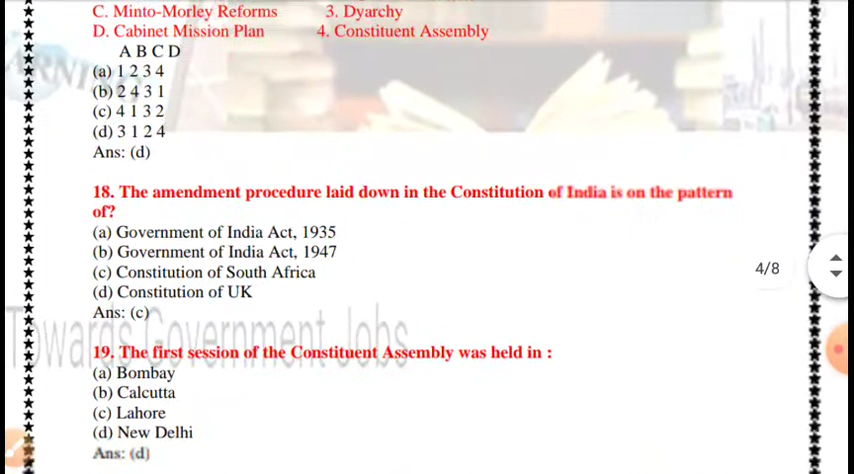 C. Minto-Morley Reforms 3. Dyarchy
D. Cabinet Mission Plan 4. Constituent Assembly
A B C D
(a) 1 2 3 4
(b) 2 4 3 1
(c) 4 1 3 2
(d) 3 1 2 4
Ans: (d)
18. The amendment procedure laid down in the Constitution of India is on the pattern
of?
(a) Government of India Act, 1935
(b) Government of India Act, 1947
(c) Constitution of South Africa
(d) Constitution of UK
Ans: (c)
4/8
Towards Government Jobs
19. The first session of the Constituent Assembly was held in :
(a) Bombay
(b) Calcutta
(c) Lahore
(d) New Delhi
Ans: (d)